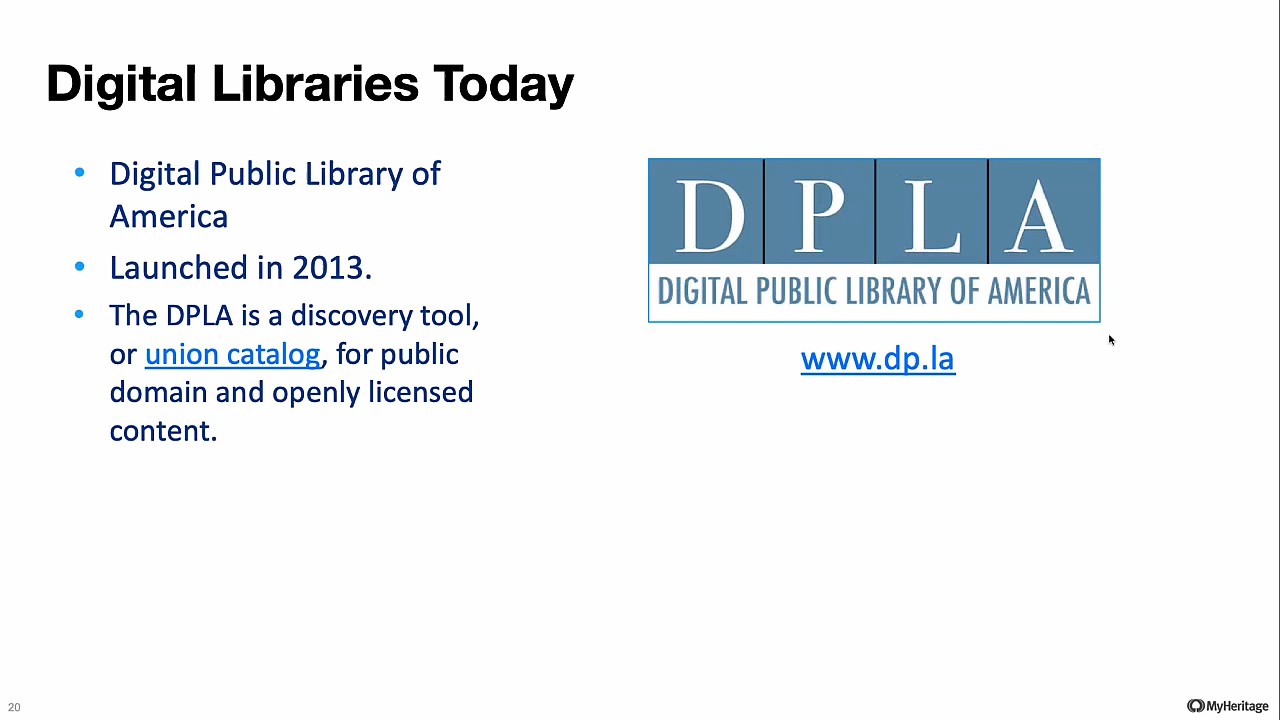 Digital Libraries Today
• Digital Public Library of
America
• Launched in 2013.
• The DPLA is a discovery tool,
or union catalog, for public
domain and openly licensed
content.
DPLA
DIGITAL PUBLIC LIBRARY OF AMERICA
www.dp.la
20
MyHeritage